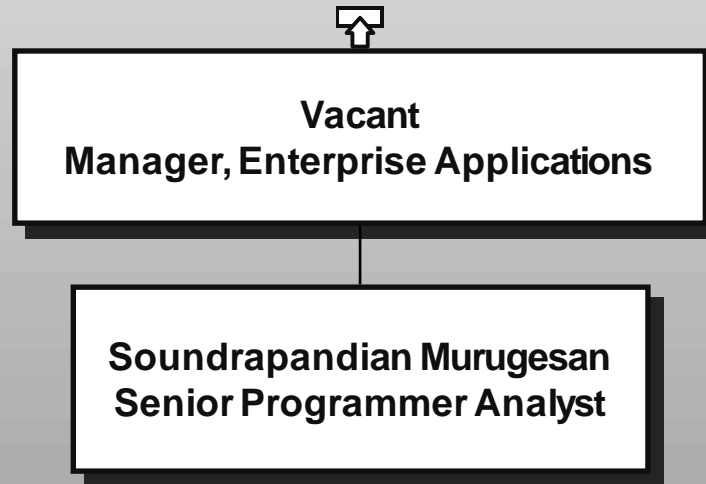 Vacant
Manager, Enterprise Applications
Soundrapandian Murugesan
Senior Programmer Analyst